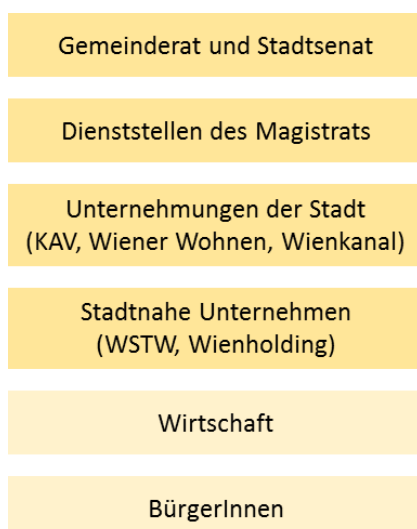 Gemeinderat und Stadtsenat
Dienststellen des Magistrats
Unternehmungen der Stadt
(KAV, Wiener Wohnen, Wienkanal)
Stadtnahe Unternehmen
(WSTW, Wienholding)
Wirtschaft
BürgerInnen